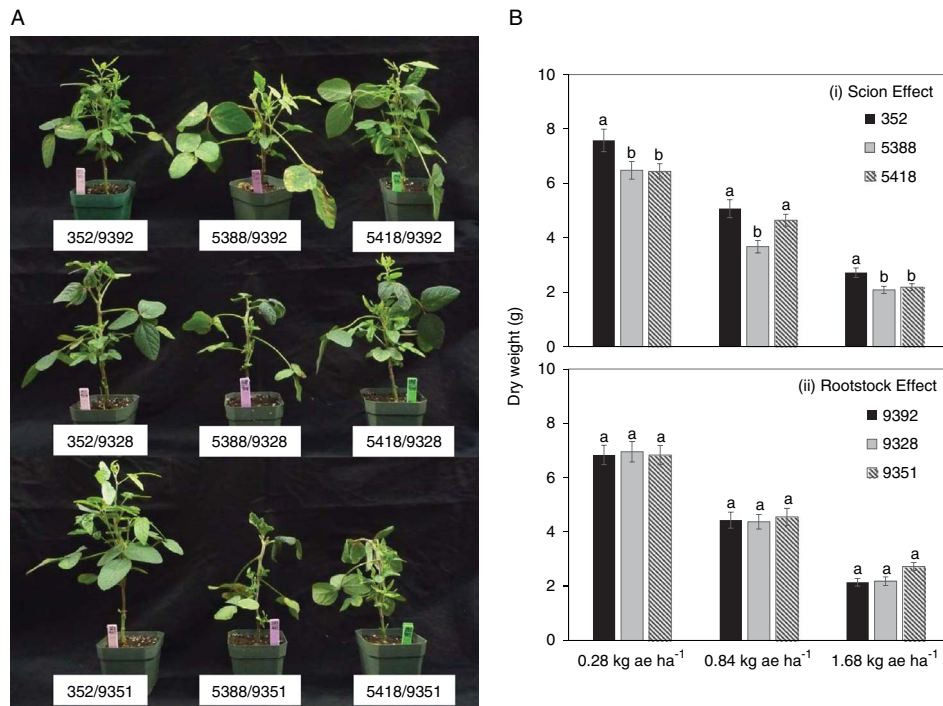 A
352/9392
5388/9392
5418/9392
352/9328
5388/9328
5418/9328
352/9351
5388/9351
5418/9351
B
Dry weight (g)
10
8
6
4
2
0
(i) Scion Effect
352
5388
5418
a
b
b
a
b
a
a
b
b
10
8
6
4
2
0
(ii) Rootstock Effect
9392
9328
9351
a
a
a
a
a
a
a
a
a
0.28 kg ae ha⁻¹
0.84 kg ae ha⁻¹
1.68 kg ae ha⁻¹